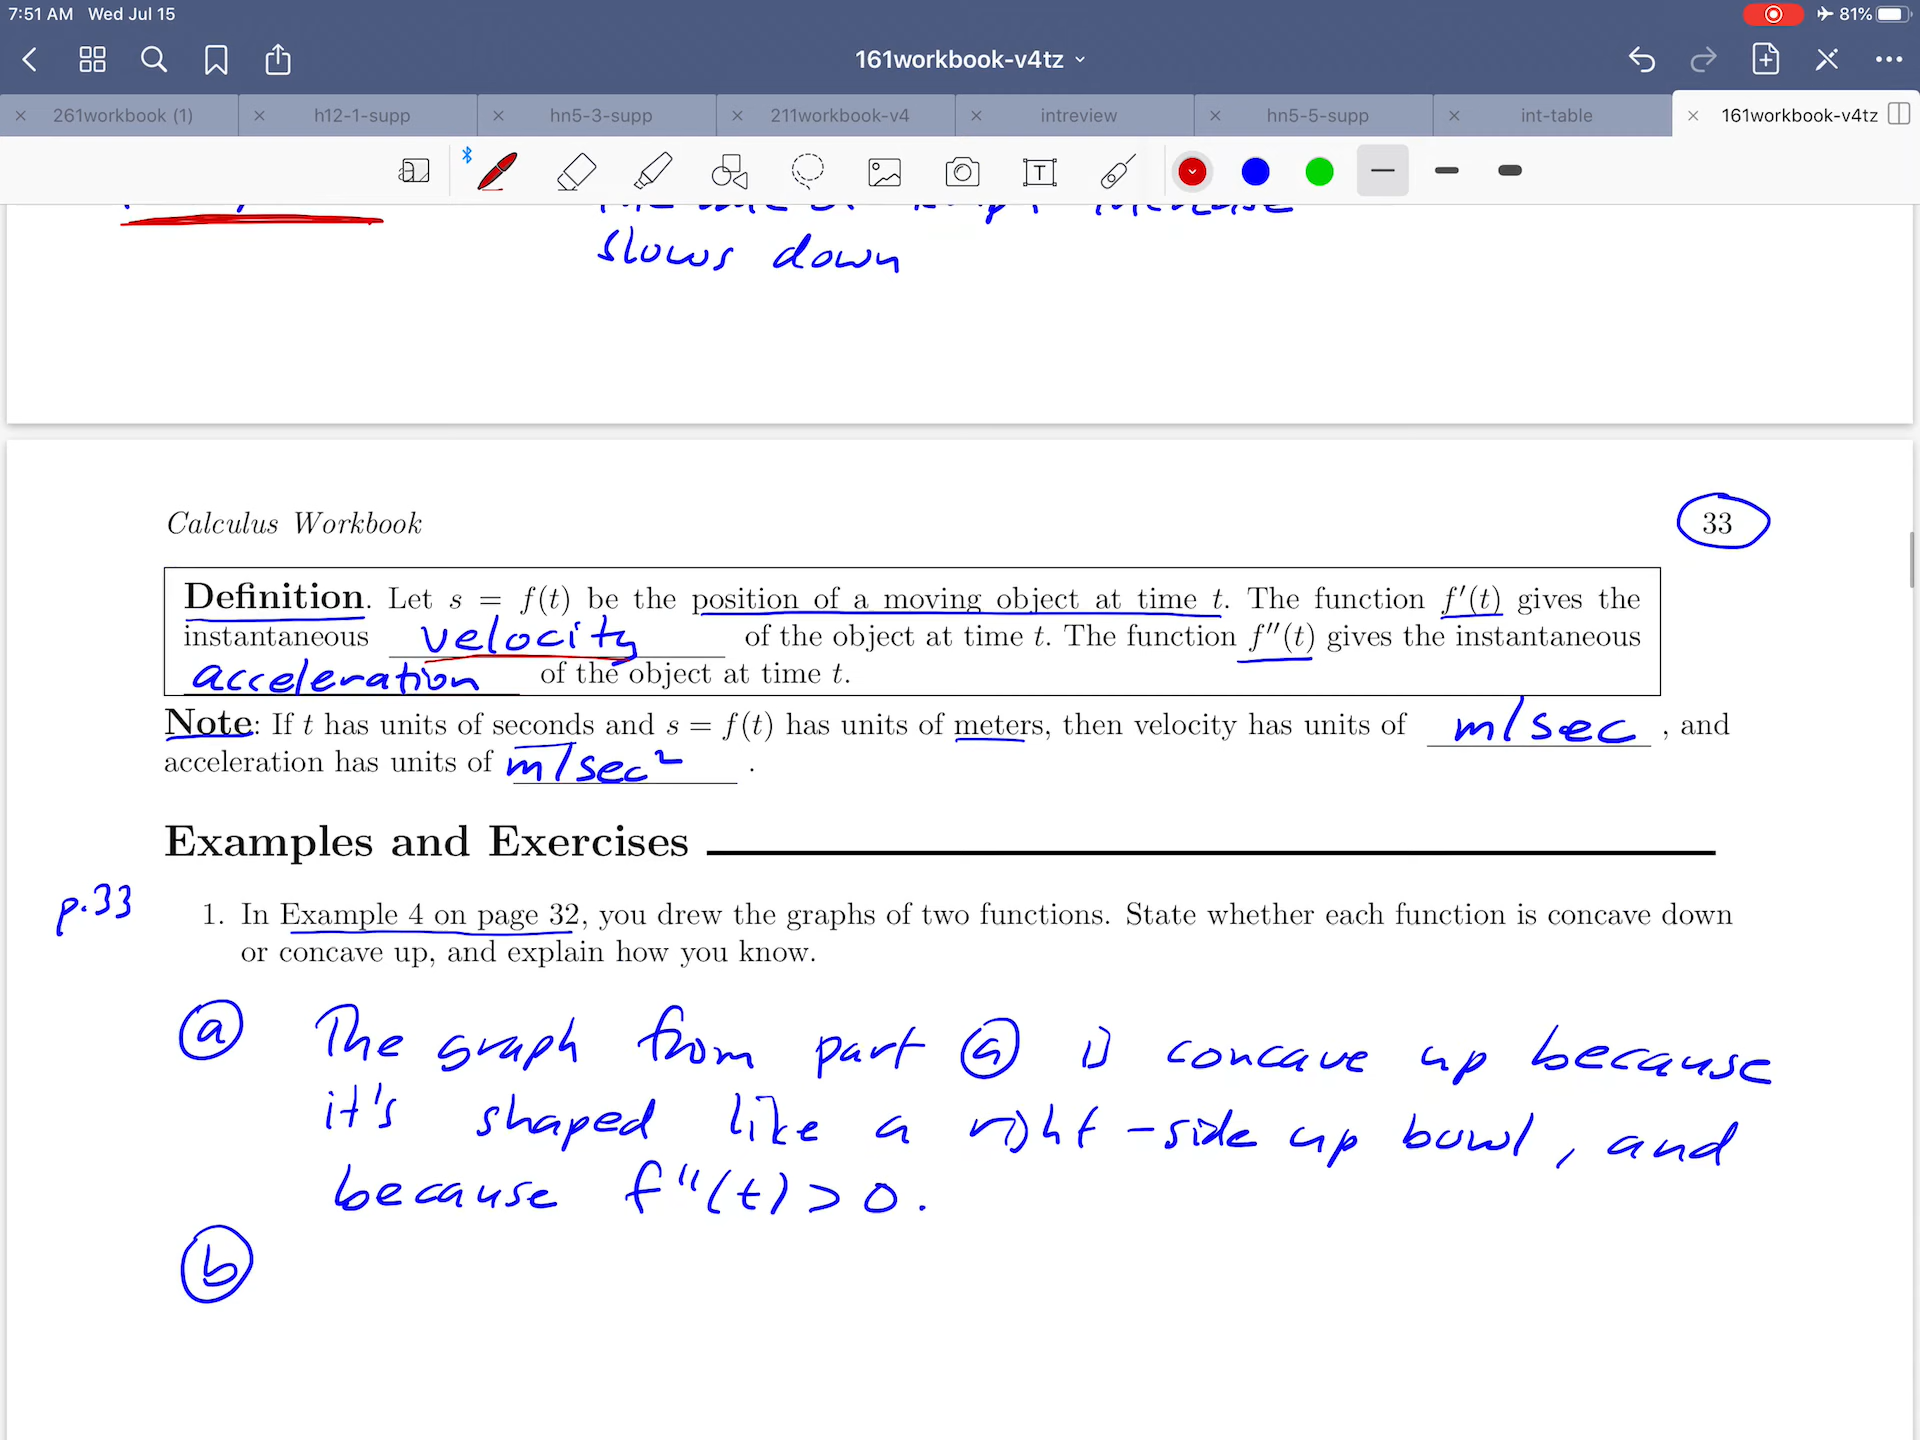 7:51 AM Wed Jul 15
81%
161workbook-v4tz
261workbook (1) h12-1-supp hn5-3-supp 211workbook-v4 intreview hn5-5-supp int-table 161workbook-v4tz
slows down
Calculus Workbook 33
Definition. Let s = f(t) be the position of a moving object at time t. The function f′(t) gives the
instantaneous velocity of the object at time t. The function f″(t) gives the instantaneous
acceleration of the object at time t.
Note: If t has units of seconds and s = f(t) has units of meters, then velocity has units of m/sec, and
acceleration has units of m/sec².
Examples and Exercises
p.33 1. In Example 4 on page 32, you drew the graphs of two functions. State whether each function is concave down
or concave up, and explain how you know.
(a) The graph from part (a) is concave up because
it's shaped like a right-side up bowl, and
because f″(t) > 0.
(b)